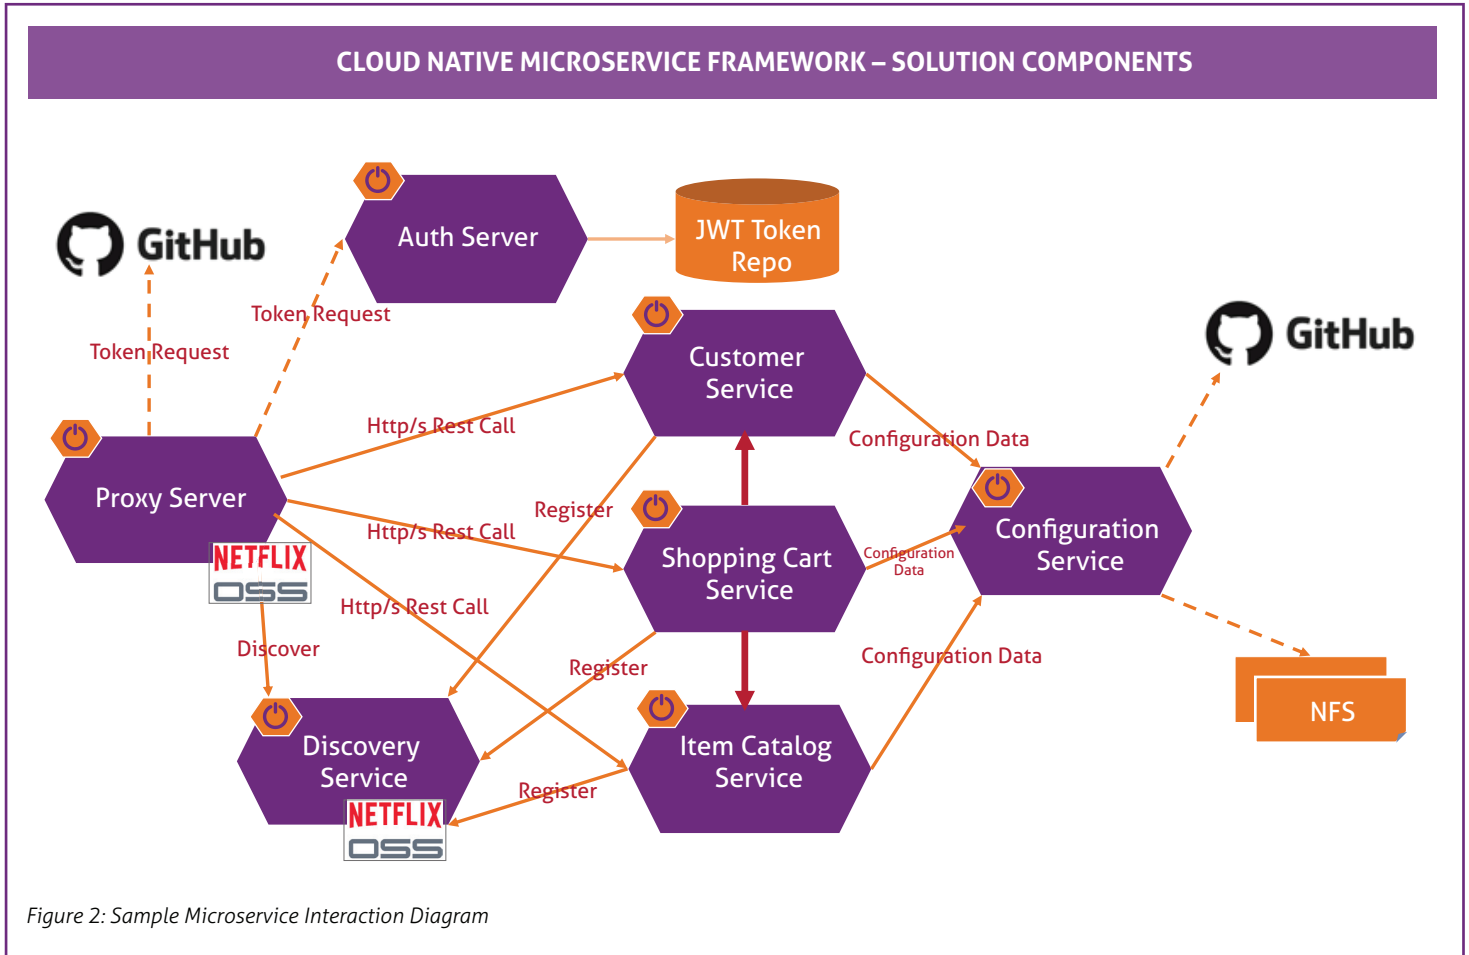 CLOUD NATIVE MICROSERVICE FRAMEWORK – SOLUTION COMPONENTS
GitHub
Auth Server
JWT Token
Repo
Token Request
Token Request
Customer
Service
GitHub
Http/s Rest Call
Configuration Data
Proxy Server
NETFLIX
OSS
Register
Http/s Rest Call
Shopping Cart
Service
Configuration
Data
Configuration
Service
Http/s Rest Call
Discover
Register
Configuration Data
NFS
Discovery
Service
NETFLIX
OSS
Register
Item Catalog
Service
Figure 2: Sample Microservice Interaction Diagram